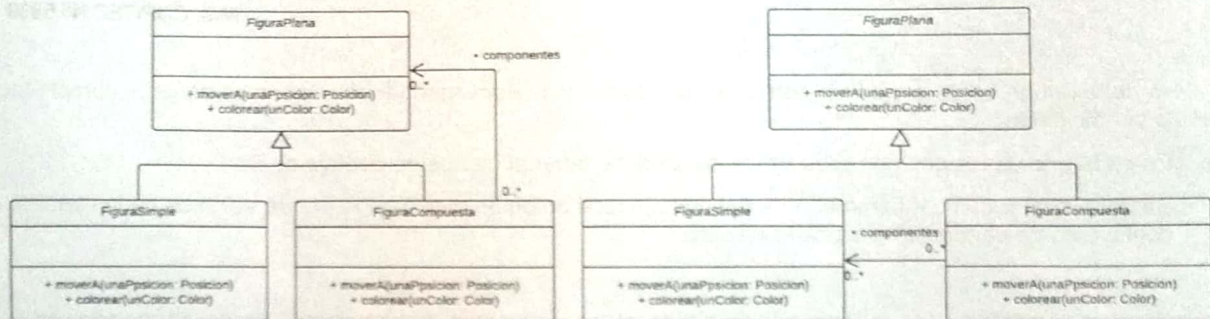 FiguraPlana
+ componentes
0..*
+ moverA(unaPpsicion: Posicion)
+ colorear(unColor: Color)
0..*
FiguraSimple
FiguraCompuesta
+ moverA(unaPpsicion: Posicion)
+ colorear(unColor: Color)
+ moverA(unaPpsicion: Posicion)
+ colorear(unColor: Color)
FiguraPlana
+ moverA(unaPpsicion: Posicion)
+ colorear(unColor: Color)
FiguraSimple
FiguraCompuesta
+ componentes
0..*
0..*
+ moverA(unaPpsicion: Posicion)
+ colorear(unColor: Color)
+ moverA(unaPpsicion: Posicion)
+ colorear(unColor: Color)